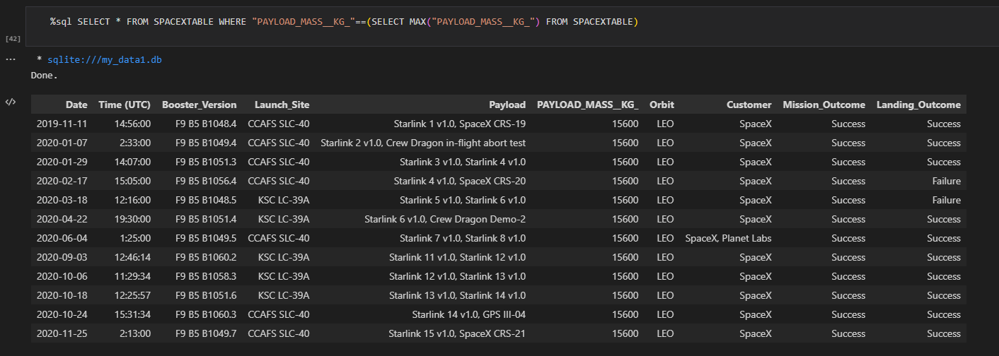 %sql SELECT * FROM SPACEXTABLE WHERE "PAYLOAD_MASS__KG_"==(SELECT MAX("PAYLOAD_MASS__KG_") FROM SPACEXTABLE)
[42]
... * sqlite:///my_data1.db
Done.
</> Date Time (UTC) Booster_Version Launch_Site Payload PAYLOAD_MASS__KG_ Orbit Customer Mission_Outcome Landing_Outcome
2019-11-11 14:56:00 F9 B5 B1048.4 CCAFS SLC-40 Starlink 1 v1.0, SpaceX CRS-19 15600 LEO SpaceX Success Success
2020-01-07 2:33:00 F9 B5 B1049.4 CCAFS SLC-40 Starlink 2 v1.0, Crew Dragon in-flight abort test 15600 LEO SpaceX Success Success
2020-01-29 14:07:00 F9 B5 B1051.3 CCAFS SLC-40 Starlink 3 v1.0, Starlink 4 v1.0 15600 LEO SpaceX Success Success
2020-02-17 15:05:00 F9 B5 B1056.4 CCAFS SLC-40 Starlink 4 v1.0, SpaceX CRS-20 15600 LEO SpaceX Success Failure
2020-03-18 12:16:00 F9 B5 B1048.5 KSC LC-39A Starlink 5 v1.0, Starlink 6 v1.0 15600 LEO SpaceX Success Failure
2020-04-22 19:30:00 F9 B5 B1051.4 KSC LC-39A Starlink 6 v1.0, Crew Dragon Demo-2 15600 LEO SpaceX Success Success
2020-06-04 1:25:00 F9 B5 B1049.5 CCAFS SLC-40 Starlink 7 v1.0, Starlink 8 v1.0 15600 LEO SpaceX, Planet Labs Success Success
2020-09-03 12:46:14 F9 B5 B1060.2 KSC LC-39A Starlink 11 v1.0, Starlink 12 v1.0 15600 LEO SpaceX Success Success
2020-10-06 11:29:34 F9 B5 B1058.3 KSC LC-39A Starlink 12 v1.0, Starlink 13 v1.0 15600 LEO SpaceX Success Success
2020-10-18 12:25:57 F9 B5 B1051.6 KSC LC-39A Starlink 13 v1.0, Starlink 14 v1.0 15600 LEO SpaceX Success Success
2020-10-24 15:31:34 F9 B5 B1060.3 CCAFS SLC-40 Starlink 14 v1.0, GPS III-04 15600 LEO SpaceX Success Success
2020-11-25 2:13:00 F9 B5 B1049.7 CCAFS SLC-40 Starlink 15 v1.0, SpaceX CRS-21 15600 LEO SpaceX Success Success